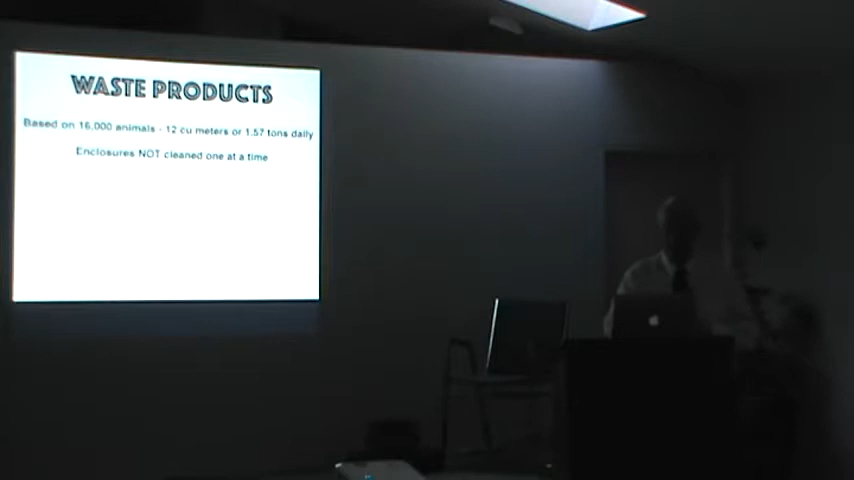 WASTE PRODUCTS
Based on 16,000 animals - 12 cu meters or 1.57 tons daily
Enclosures NOT cleaned one at a time